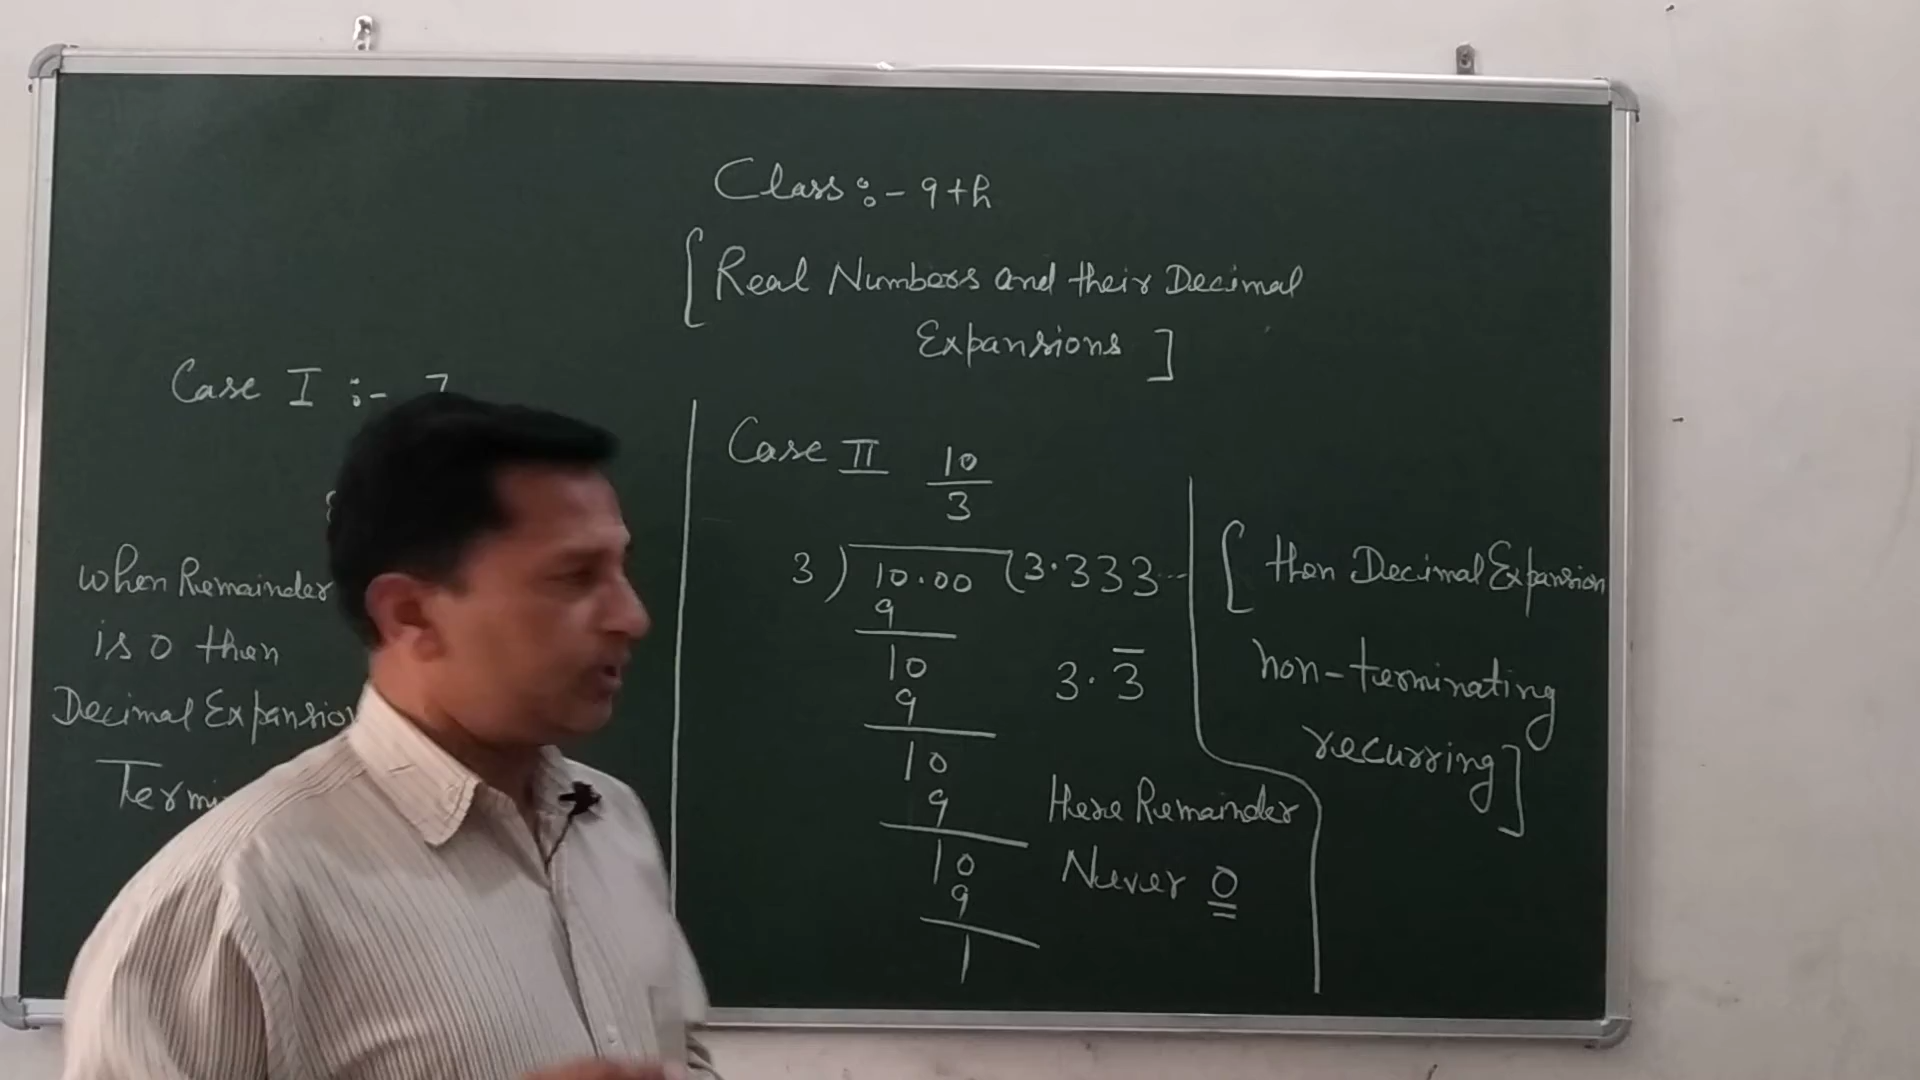 Class :- 9th
[Real Numbers and their Decimal
Expansions]
Case I :- 7
when Remainder
is 0 then
Decimal Expansion
Case II 10
3
3) 10.00 (3.333...
9
10
9
10
9
10
9
1
3.3̅
Here Remainder
Never 0
[then Decimal Expansion
non-terminating
recurring]